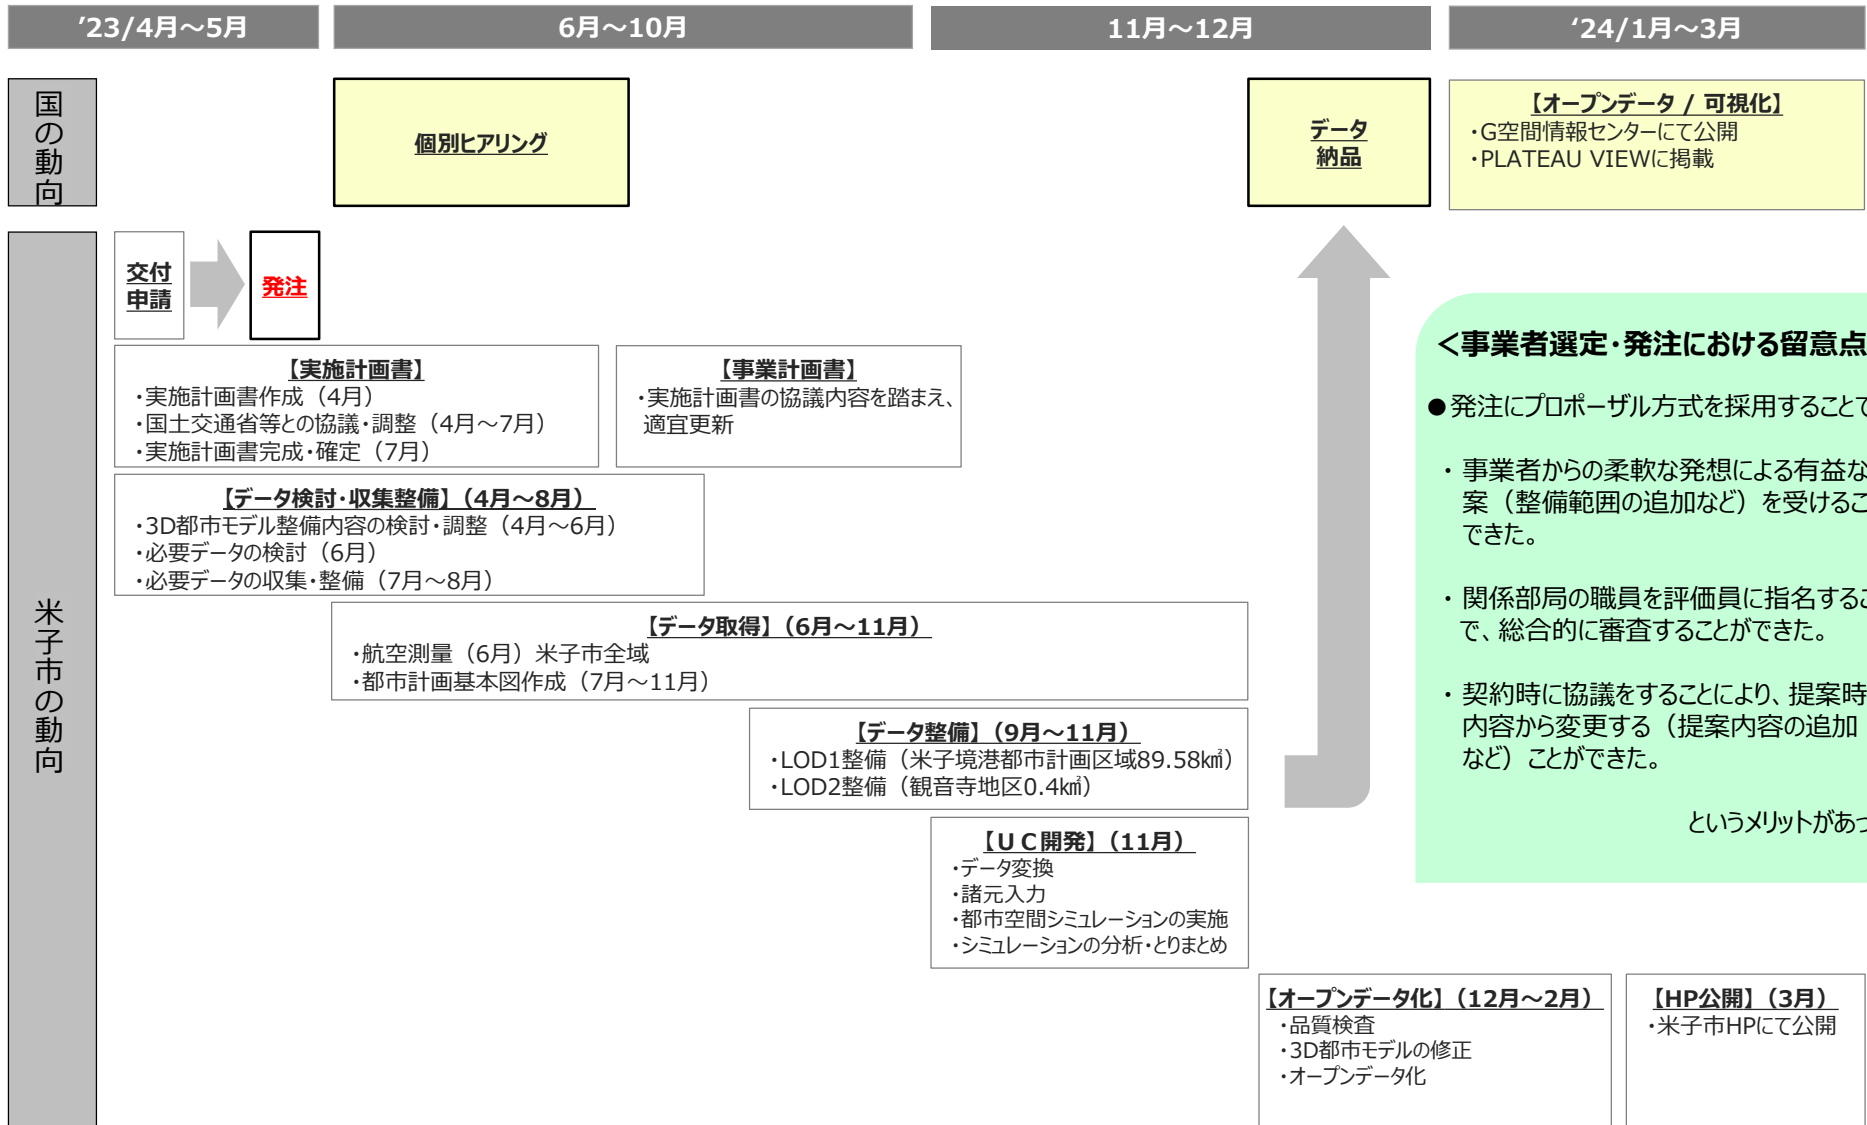 ’23/4月～5月
6月～10月
11月～12月
‘24/1月～3月
国の動向
個別ヒアリング
データ
納品
【オープンデータ / 可視化】
・G空間情報センターにて公開
・PLATEAU VIEWに掲載
米子市の動向
交付
申請
発注
【実施計画書】
・実施計画書作成（4月）
・国土交通省等との協議・調整（4月～7月）
・実施計画書完成・確定（7月）
【事業計画書】
・実施計画書の協議内容を踏まえ、
適宜更新
【データ検討・収集整備】（4月～8月）
・3D都市モデル整備内容の検討・調整（4月～6月）
・必要データの検討（6月）
・必要データの収集・整備（7月～8月）
【データ取得】（6月～11月）
・航空測量（6月）米子市全域
・都市計画基本図作成（7月～11月）
【データ整備】（9月～11月）
・LOD1整備（米子境港都市計画区域89.58㎢）
・LOD2整備（観音寺地区0.4㎢）
【ＵＣ開発】（11月）
・データ変換
・諸元入力
・都市空間シミュレーションの実施
・シミュレーションの分析・とりまとめ
【オープンデータ化】（12月～2月）
・品質検査
・3D都市モデルの修正
・オープンデータ化
【HP公開】（3月）
・米子市HPにて公開
＜事業者選定・発注における留意点
●発注にプロポーザル方式を採用することで
・事業者からの柔軟な発想による有益な
案（整備範囲の追加など）を受けるこ
できた。
・関係部局の職員を評価員に指名するこ
で、総合的に審査することができた。
・契約時に協議をすることにより、提案時
内容から変更する（提案内容の追加
など）ことができた。
というメリットがあっ